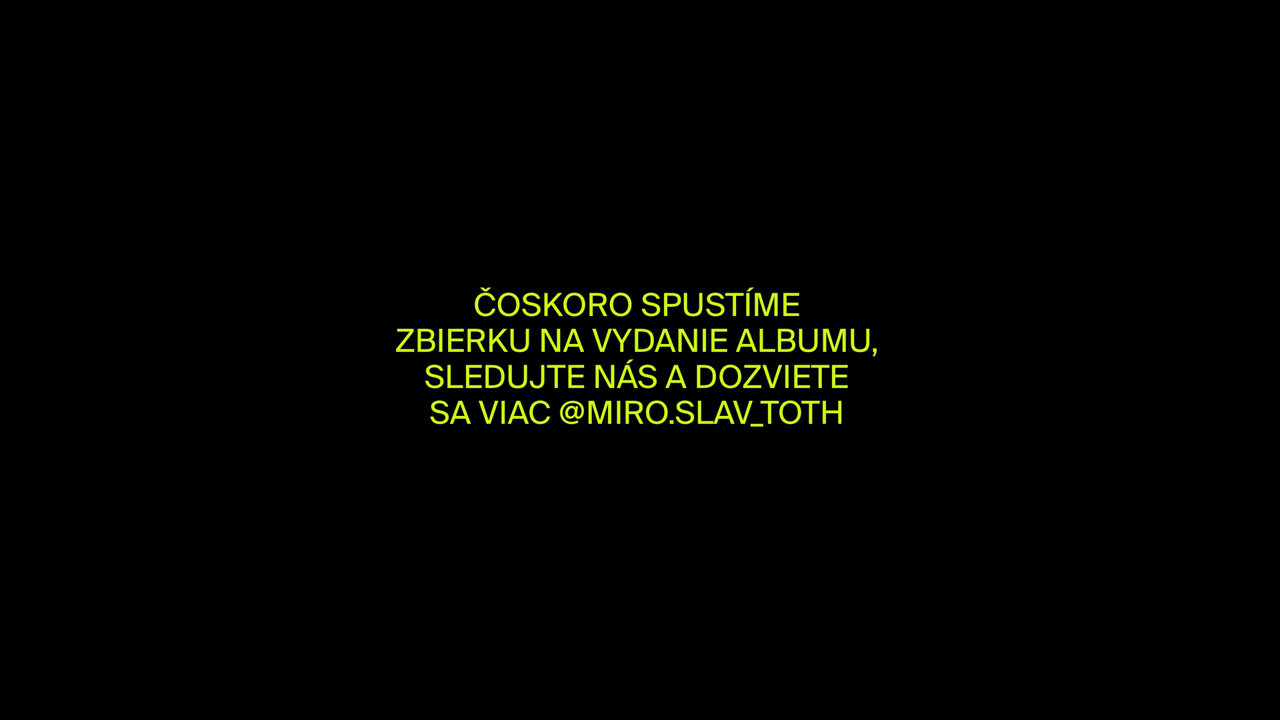 ČOSKORO SPUSTÍME
ZBIERKU NA VYDANIE ALBUMU,
SLEDUJTE NÁS A DOZVIETE
SA VIAC @MIRO.SLAV_TOTH